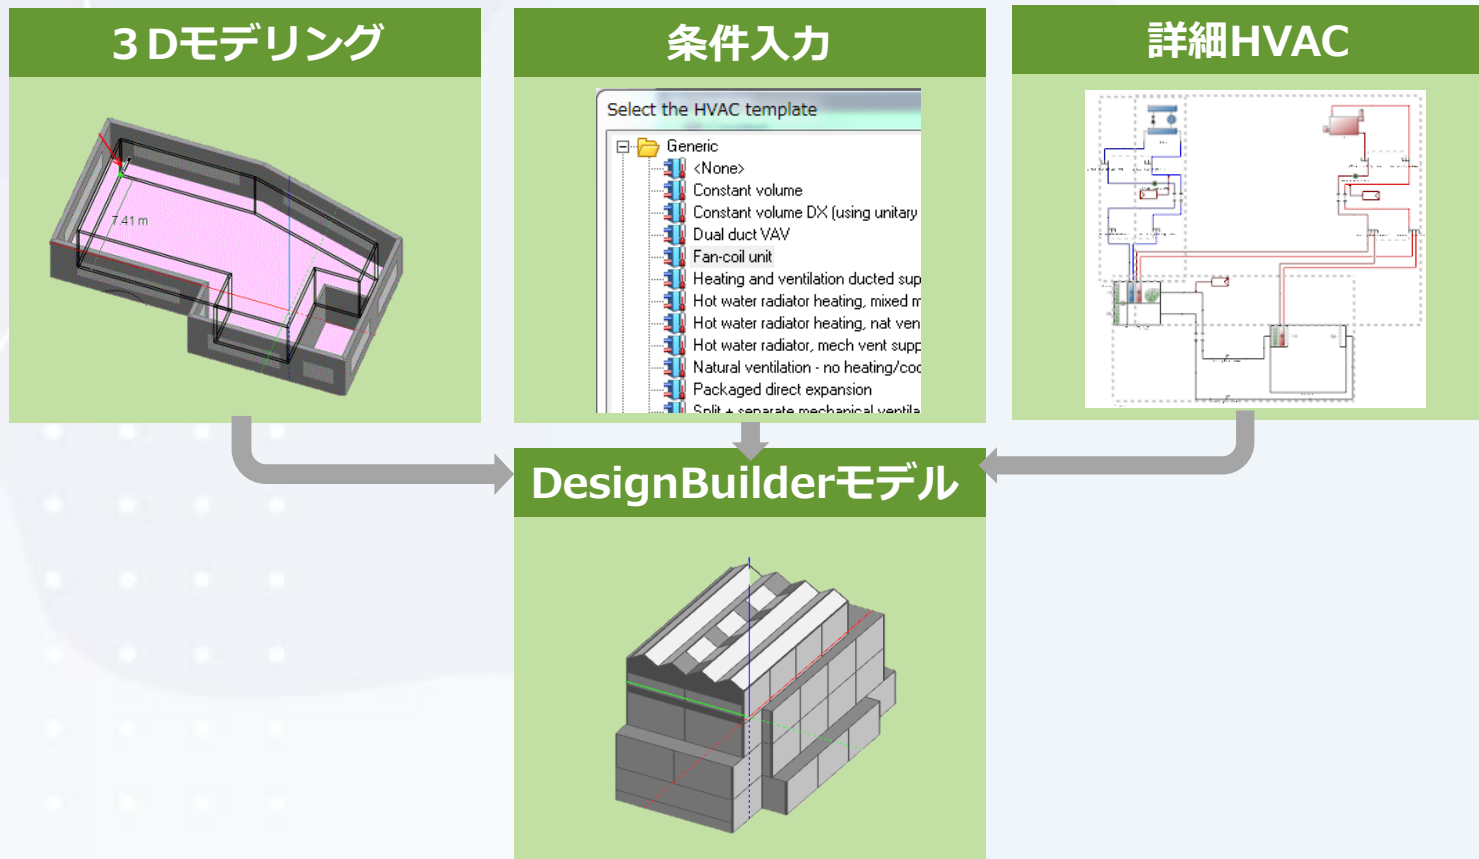 ３Dモデリング
条件入力
詳細HVAC
7.41 m
Select the HVAC template
Generic
<None>
Constant volume
Constant volume DX (using unitary
Dual duct VAV
Fan-coil unit
Heating and ventilation ducted sup
Hot water radiator heating, mixed m
Hot water radiator heating, nat ven
Hot water radiator, mech vent supp
Natural ventilation - no heating/coo
Packaged direct expansion
Split + separate mechanical ventila
DesignBuilderモデル